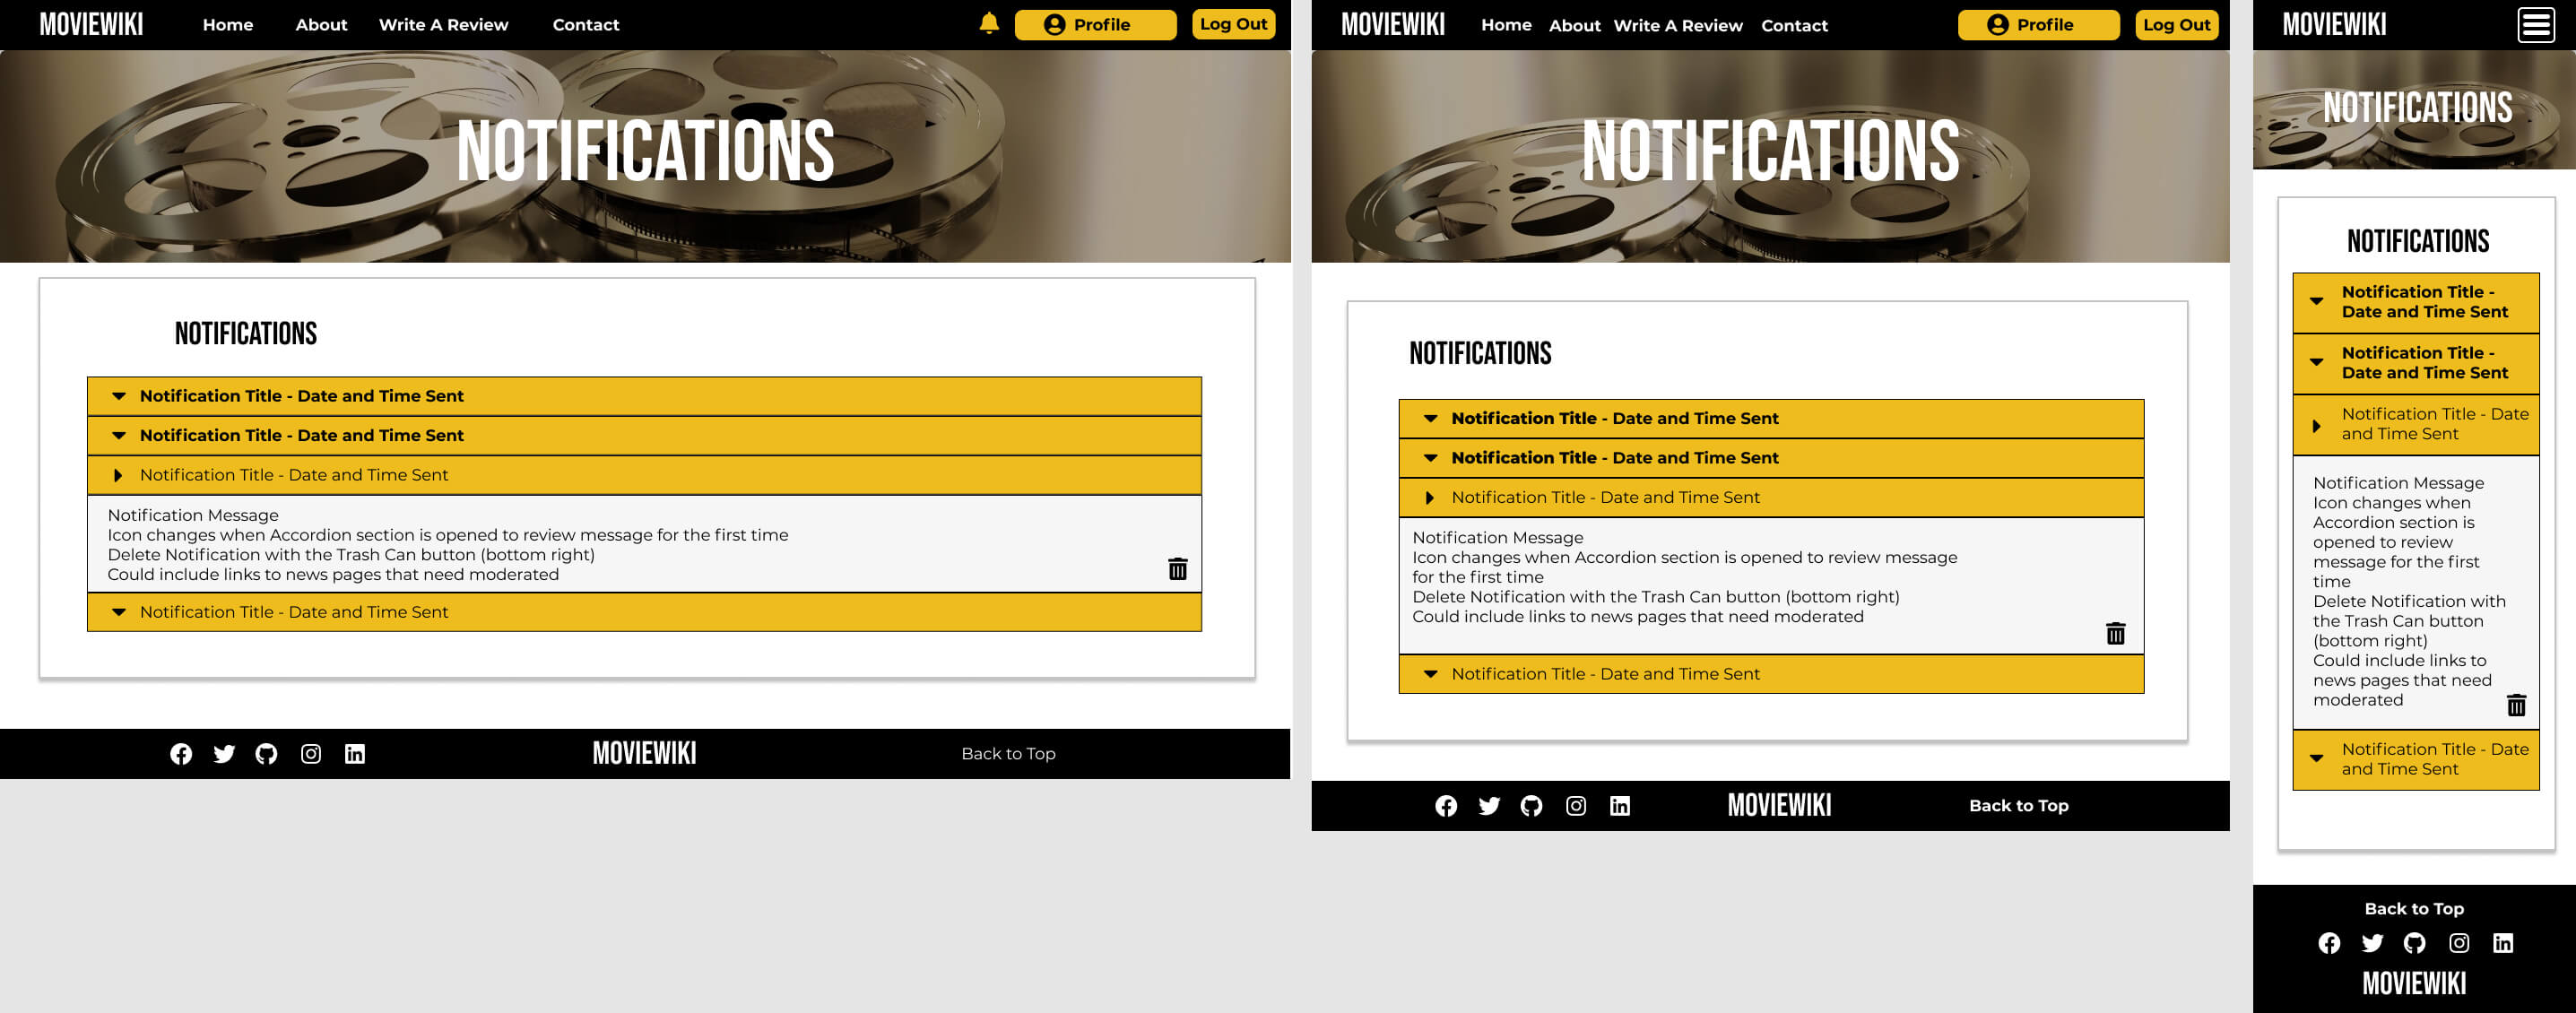 MOVIEWIKI Home About Write A Review Contact Profile Log Out
NOTIFICATIONS
NOTIFICATIONS
Notification Title - Date and Time Sent
Notification Title - Date and Time Sent
Notification Title - Date and Time Sent
Notification Message
Icon changes when Accordion section is opened to review message for the first time
Delete Notification with the Trash Can button (bottom right)
Could include links to news pages that need moderated
Notification Title - Date and Time Sent
MOVIEWIKI Back to Top
MOVIEWIKI Home About Write A Review Contact Profile Log Out
NOTIFICATIONS
NOTIFICATIONS
Notification Title - Date and Time Sent
Notification Title - Date and Time Sent
Notification Title - Date and Time Sent
Notification Message
Icon changes when Accordion section is opened to review message
for the first time
Delete Notification with the Trash Can button (bottom right)
Could include links to news pages that need moderated
Notification Title - Date and Time Sent
MOVIEWIKI Back to Top
MOVIEWIKI
NOTIFICATIONS
NOTIFICATIONS
Notification Title -
Date and Time Sent
Notification Title -
Date and Time Sent
Notification Title - Date
and Time Sent
Notification Message
Icon changes when
Accordion section is
opened to review
message for the first
time
Delete Notification with
the Trash Can button
(bottom right)
Could include links to
news pages that need
moderated
Notification Title - Date
and Time Sent
Back to Top
MOVIEWIKI